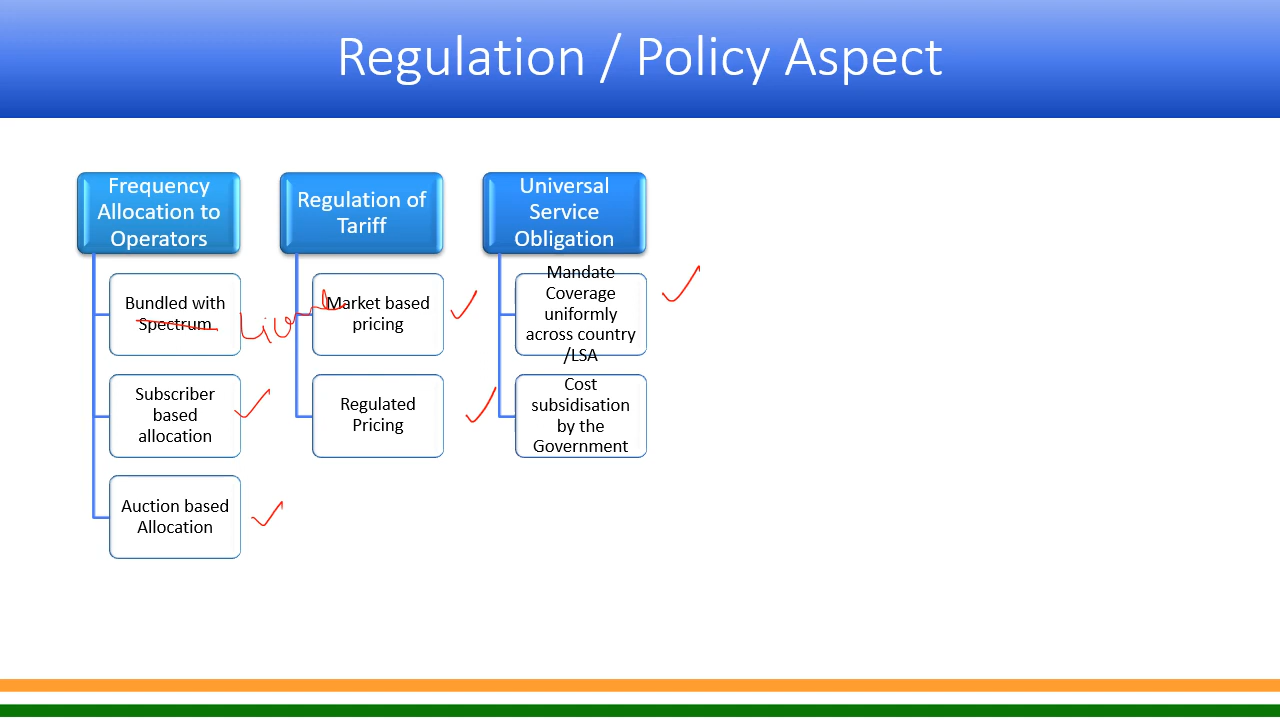 Regulation / Policy Aspect
Frequency
Allocation to
Operators
Bundled with
Spectrum
Subscriber
based
allocation
Auction based
Allocation
Regulation of
Tariff
Market based
pricing
Regulated
Pricing
Universal
Service
Obligation
Mandate
Coverage
uniformly
across country
/LSA
Cost
subsidisation
by the
Government